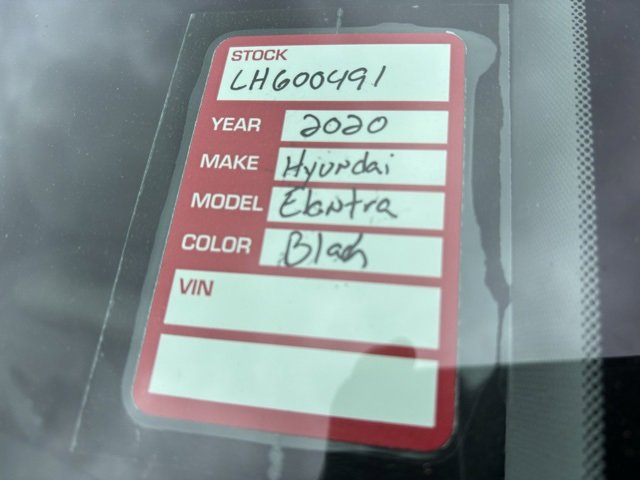 STOCK
LH600491
YEAR 2020
MAKE Hyundai
MODEL Elantra
COLOR Black
VIN